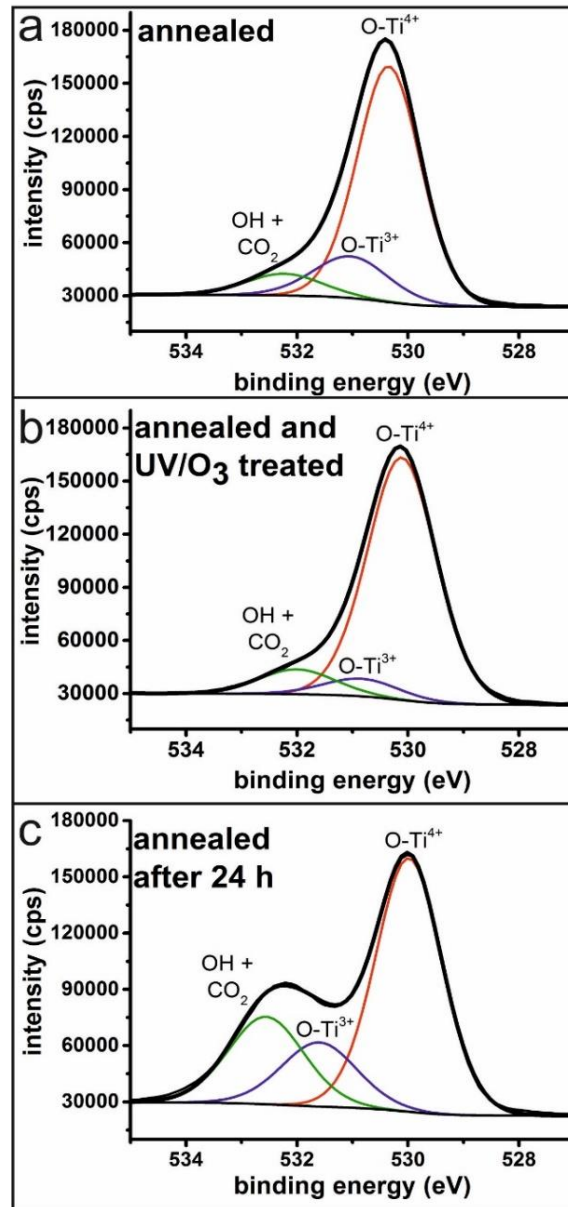 a annealed
O-Ti⁴⁺
OH +
CO₂
O-Ti³⁺
intensity (cps)
180000
150000
120000
90000
60000
30000
534 532 530 528
binding energy (eV)
b annealed and
UV/O₃ treated
O-Ti⁴⁺
OH +
CO₂
O-Ti³⁺
intensity (cps)
180000
150000
120000
90000
60000
30000
534 532 530 528
binding energy (eV)
c annealed
after 24 h
O-Ti⁴⁺
OH +
CO₂
O-Ti³⁺
intensity (cps)
180000
150000
120000
90000
60000
30000
534 532 530 528
binding energy (eV)